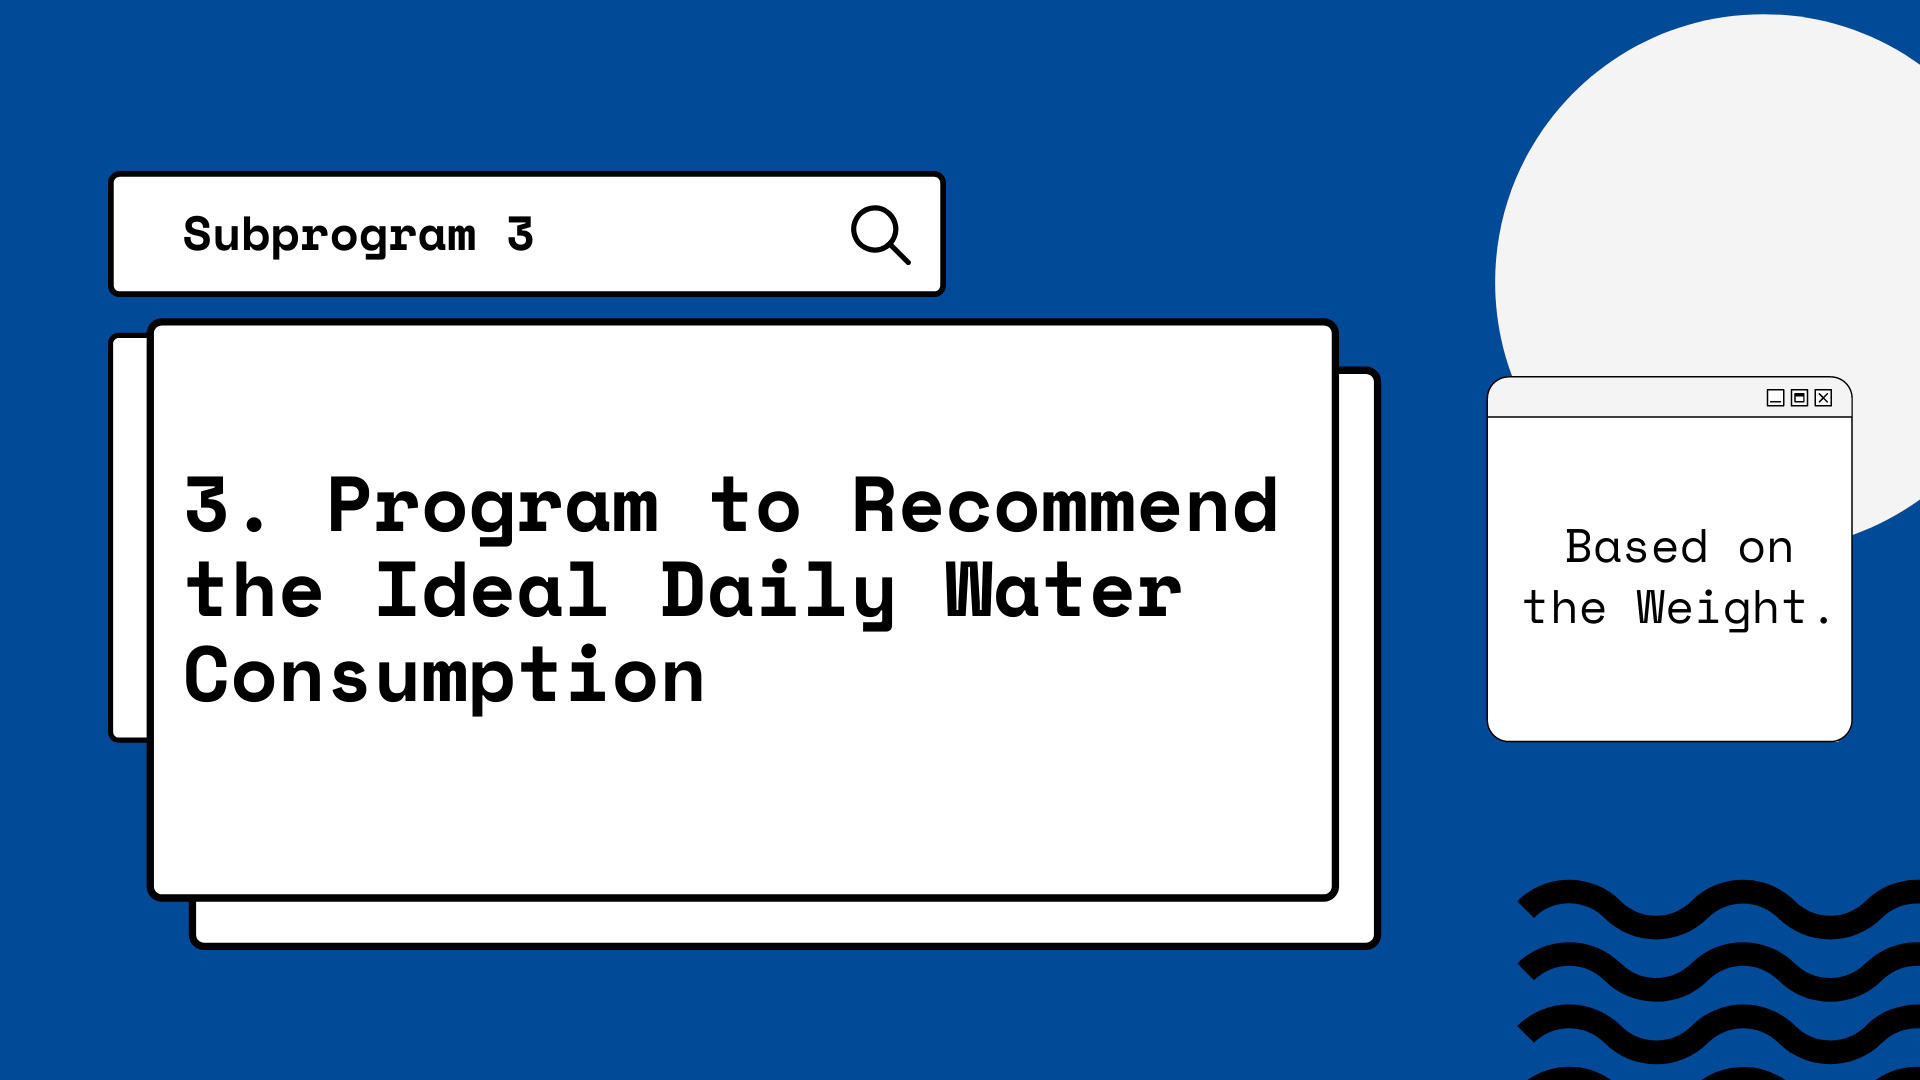 Subprogram 3
3. Program to Recommend
the Ideal Daily Water
Consumption
Based on
the Weight.